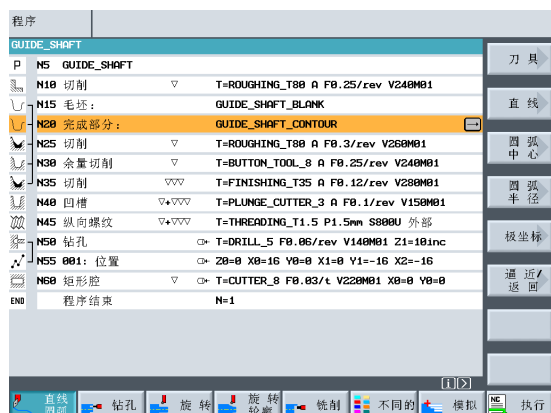 程序
GUIDE_SHAFT
P N5 GUIDE_SHAFT
N10 切削 ▽ T=ROUGHING_T80 A F0.25/rev V240M01
N15 毛坯: GUIDE_SHAFT_BLANK
N20 完成部分: GUIDE_SHAFT_CONTOUR
N25 切削 ▽ T=ROUGHING_T80 A F0.3/rev V260M01
N30 余量切削 ▽ T=BUTTON_TOOL_8 A F0.25/rev V240M01
N35 切削 ▽▽▽ T=FINISHING_T35 A F0.12/rev V280M01
N40 凹槽 ▽+▽▽▽ T=PLUNGE_CUTTER_3 A F0.1/rev V150M01
N45 纵向螺纹 ▽+▽▽▽ T=THREADING_T1.5 P1.5mm S800U 外部
N50 钻孔 T=DRILL_5 F0.06/rev V140M01 Z1=10inc
N55 001: 位置 Z0=0 X0=16 Y0=0 X1=0 Y1=-16 X2=-16
N60 矩形腔 ▽ T=CUTTER_8 F0.03/t V220M01 X0=0 Y0=0
END 程序结束 N=1
刀具
直线
圆弧
中心
圆弧
半径
极坐标
逼近/
返回
直线
圆弧
钻孔
旋转
旋转
轮廓
铣削
不同的
模拟
NC
执行